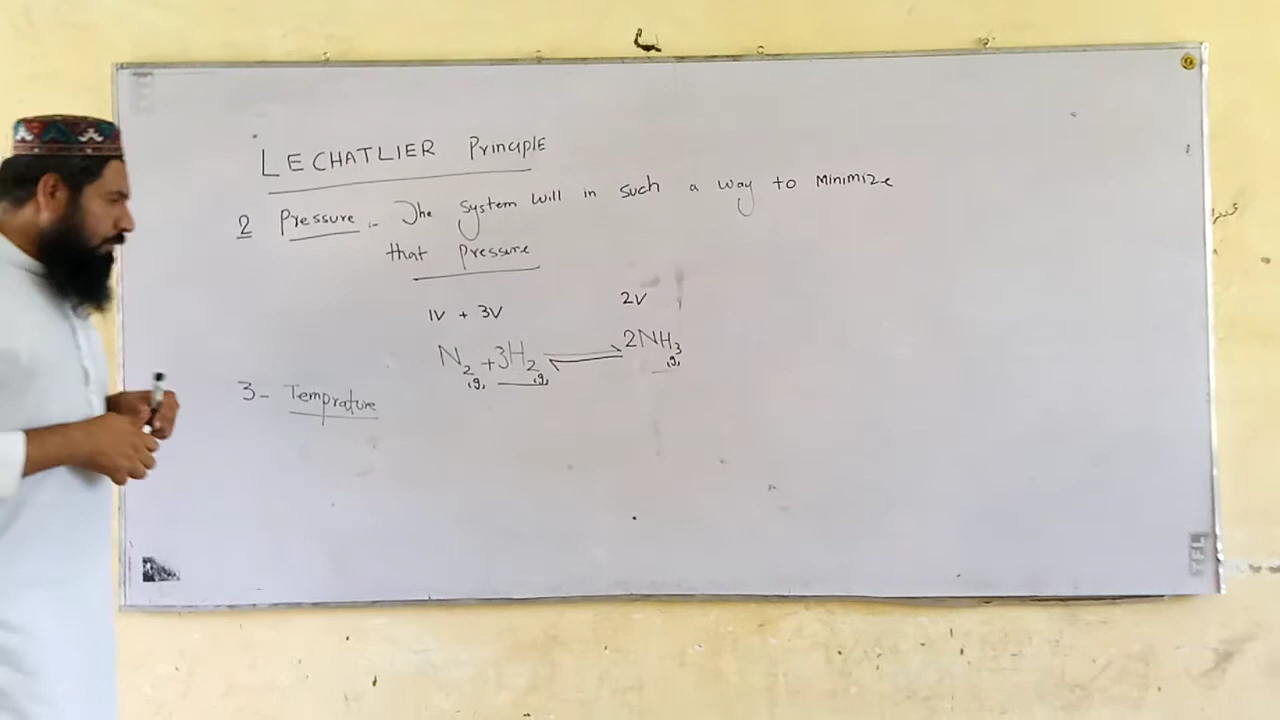 LECHATLIER Principle
2 Pressure :- The system will in such a way to Minimize
that Pressure
1V + 3V 2V
N2(g) + 3H2(g) ⇌ 2NH3(g)
3- Temprature
TFL